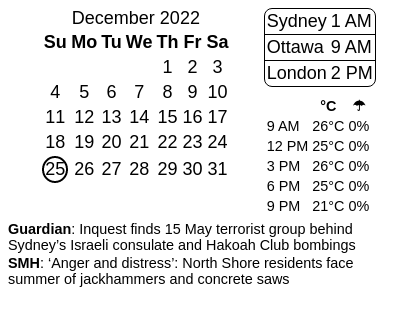 December 2022
Su Mo Tu We Th Fr Sa
1 2 3
4 5 6 7 8 9 10
11 12 13 14 15 16 17
18 19 20 21 22 23 24
25 26 27 28 29 30 31
Sydney 1 AM
Ottawa 9 AM
London 2 PM
°C ☂
9 AM 26°C 0%
12 PM 25°C 0%
3 PM 26°C 0%
6 PM 25°C 0%
9 PM 21°C 0%
Guardian: Inquest finds 15 May terrorist group behind
Sydney’s Israeli consulate and Hakoah Club bombings
SMH: ‘Anger and distress’: North Shore residents face
summer of jackhammers and concrete saws